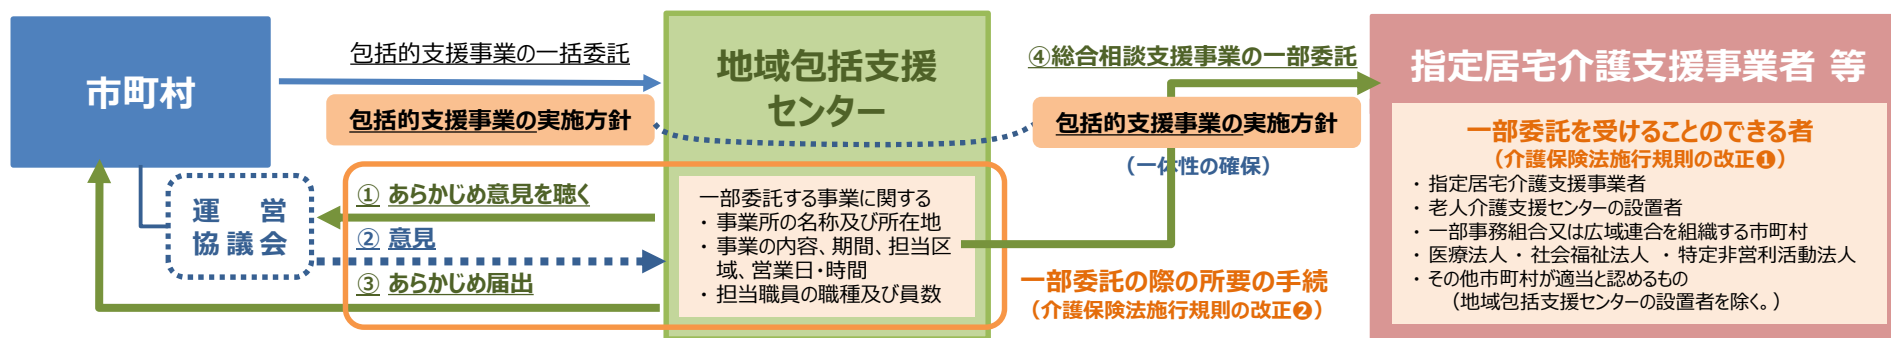 市町村
包括的支援事業の一括委託
包括的支援事業の実施方針
運　営
協議会
① あらかじめ意見を聴く
② 意見
③ あらかじめ届出
地域包括支援
センター
一部委託する事業に関する
・ 事業所の名称及び所在地
・ 事業の内容、期間、担当区
域、営業日・時間
・ 担当職員の職種及び員数
④総合相談支援事業の一部委託
包括的支援事業の実施方針
（一体性の確保）
一部委託の際の所要の手続
（介護保険法施行規則の改正❷）
指定居宅介護支援事業者 等
一部委託を受けることのできる者
（介護保険法施行規則の改正❶）
・ 指定居宅介護支援事業者
・ 老人介護支援センターの設置者
・ 一部事務組合又は広域連合を組織する市町村
・ 医療法人 ・ 社会福祉法人 ・ 特定非営利活動法人
・ その他市町村が適当と認めるもの
（地域包括支援センターの設置者を除く。）